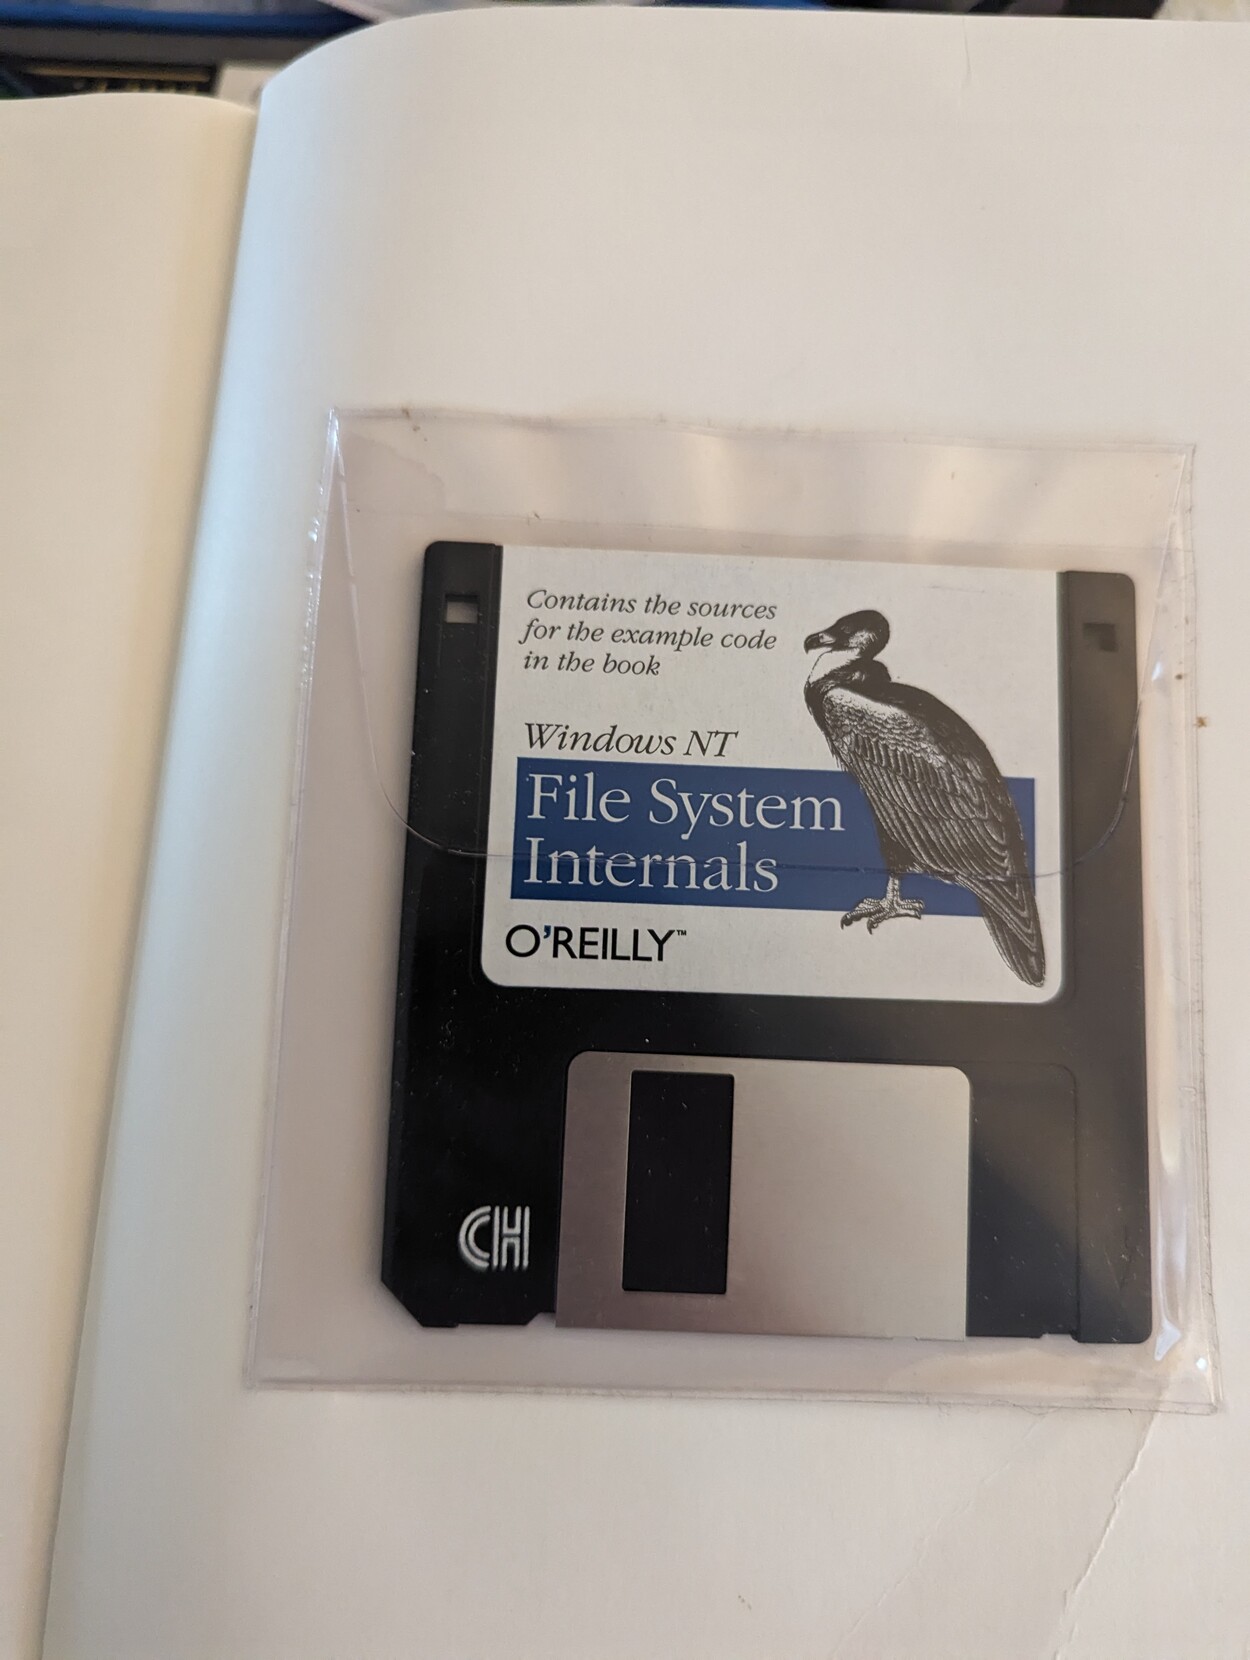 Contains the sources
for the example code
in the book
Windows NT
File System
Internals
O'REILLY™
CH